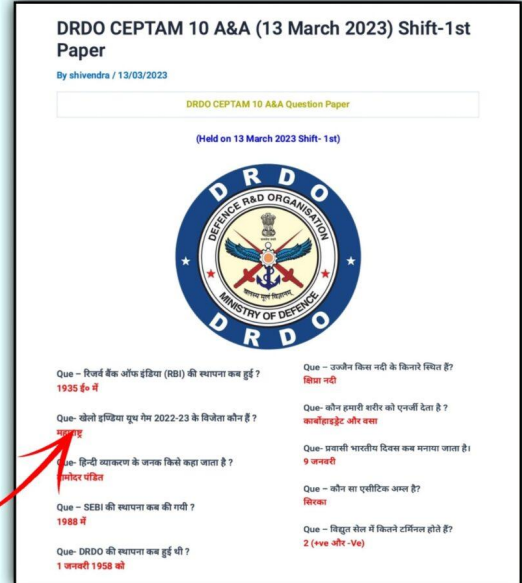 DRDO CEPTAM 10 A&A (13 March 2023) Shift-1st
Paper
By shivendra / 13/03/2023
DRDO CEPTAM 10 A&A Question Paper
(Held on 13 March 2023 Shift- 1st)
DRDO
DEFENCE R&D ORGANISATION
MINISTRY OF DEFENCE
DRDO
Que – रिजर्व बैंक ऑफ इंडिया (RBI) की स्थापना कब हुई ?
1935 ई० में
Que- खेलो इण्डिया यूथ गेम 2022-23 के विजेता कौन हैं ?
महाराष्ट्र
Que- हिन्दी व्याकरण के जनक किसे कहा जाता है ?
दामोदर पंडित
Que – SEBI की स्थापना कब की गयी ?
1988 में
Que- DRDO की स्थापना कब हुई थी ?
1 जनवरी 1958 को
Que – उज्जैन किस नदी के किनारे स्थित हैं?
क्षिप्रा नदी
Que- कौन हमारी शरीर को एनर्जी देता है ?
कार्बोहाइड्रेट और वसा
Que- प्रवासी भारतीय दिवस कब मनाया जाता है।
9 जनवरी
Que – कौन सा एसीटिक अम्ल है?
सिरका
Que – विद्युत सेल में कितने टर्मिनल होते हैं?
2 (+ve और -Ve)